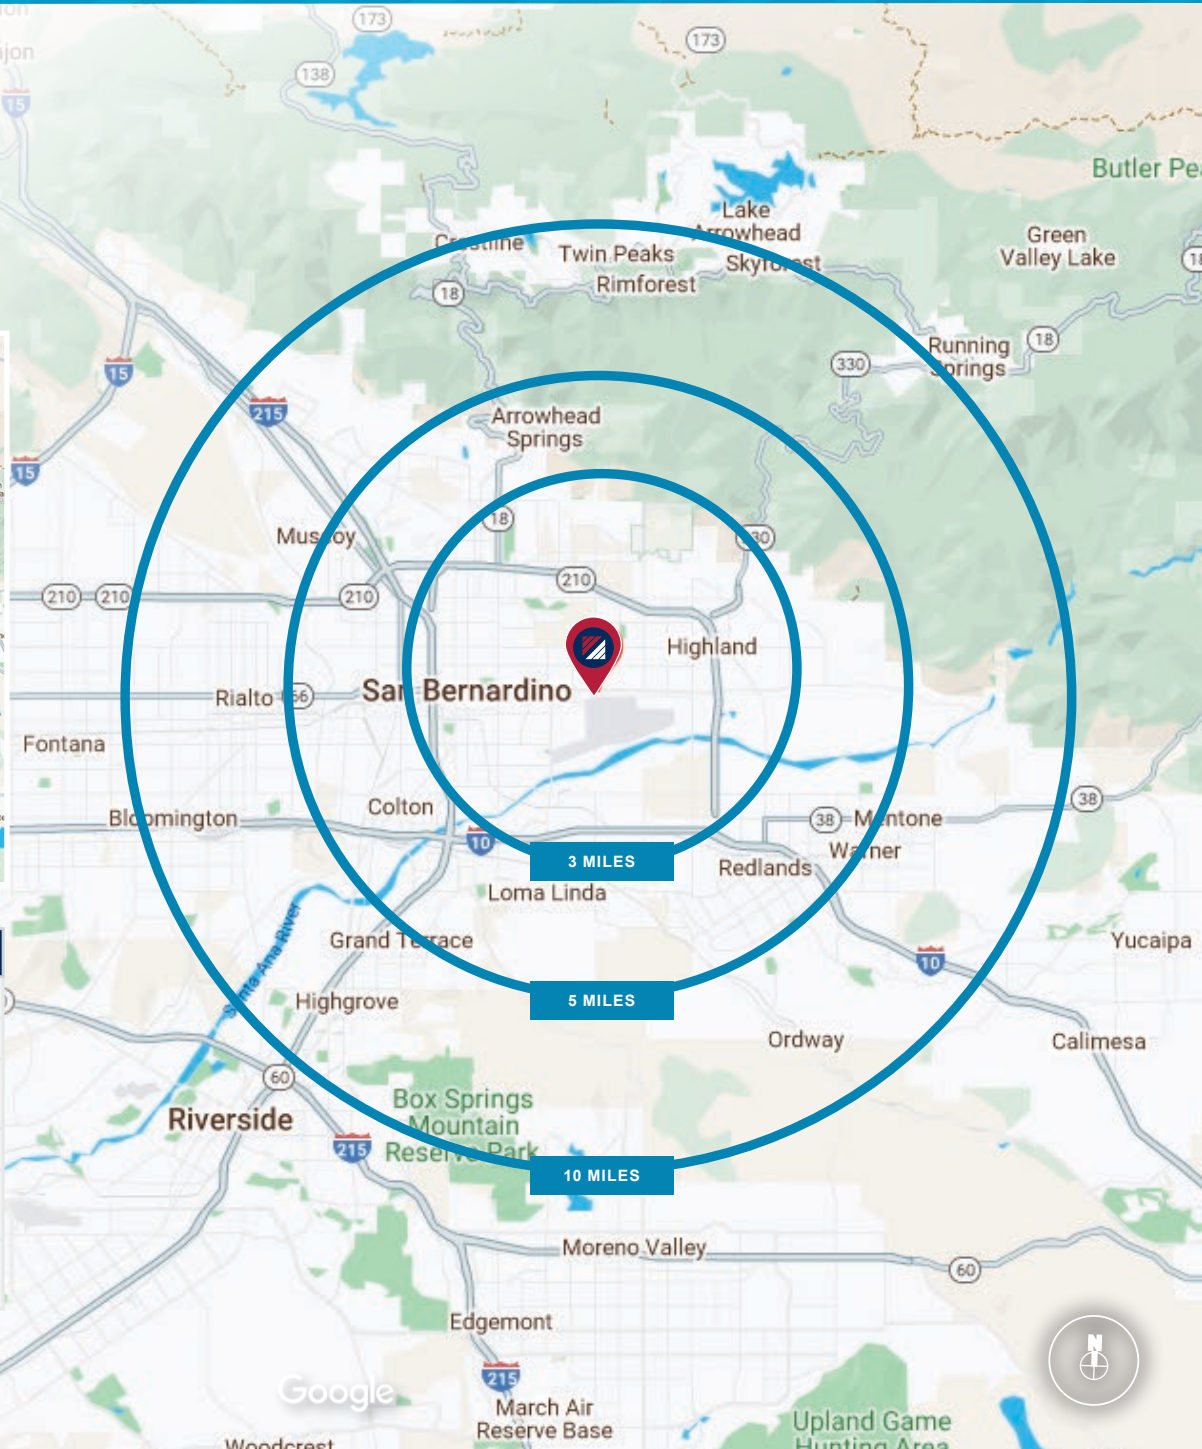 173
173
138
15
Butler Pe
Lake
Arrowhead
Crestline
Twin Peaks
Skyforest
Green
Valley Lake
18
Rimforest
18
Running
Springs
18
330
15
215
Arrowhead
Springs
15
18
Muscoy
330
210
210
210
210
Highland
San Bernardino
Rialto
66
Fontana
Bloomington
Colton
38
38
Mentone
10
Warner
3 MILES
Redlands
Loma Linda
Grand Terrace
Santa Ana River
10
Yucaipa
Highgrove
5 MILES
Ordway
Calimesa
60
Box Springs
Mountain
Reserve Park
Riverside
215
10 MILES
Moreno Valley
60
Edgemont
N
215
Google
March Air
Reserve Base
Upland Game
Hunting Area
Woodcrest